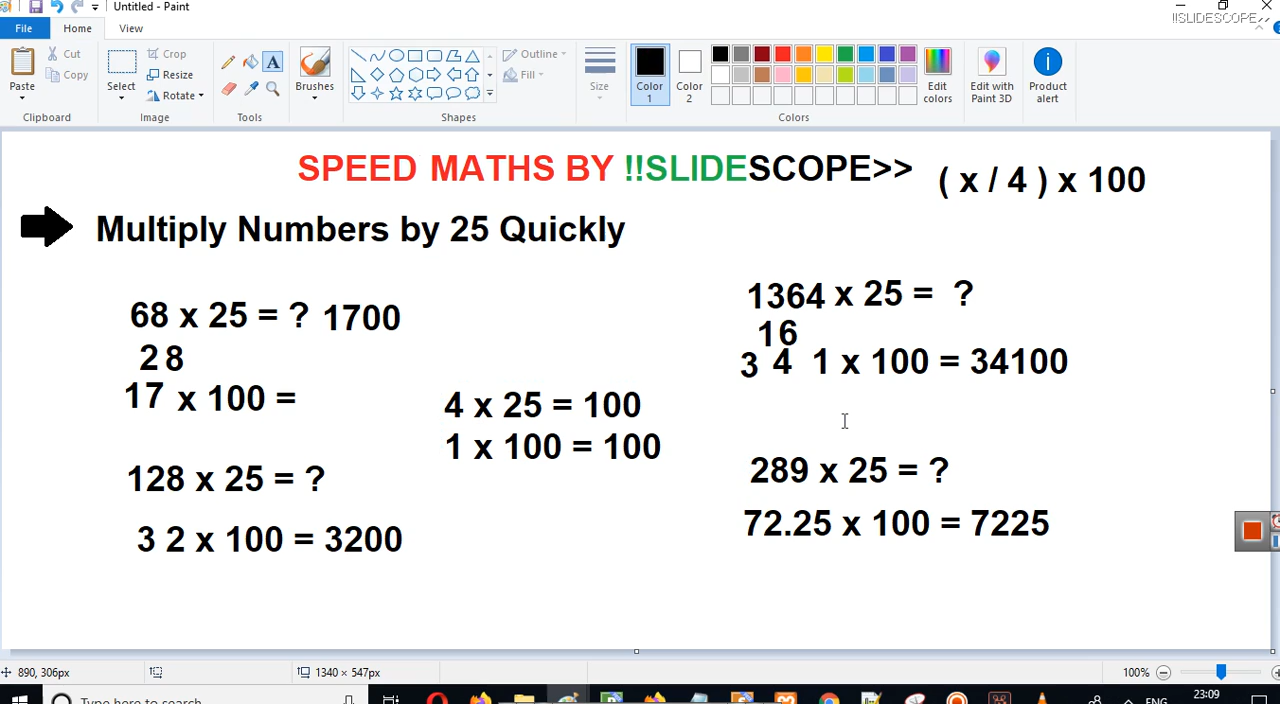 Untitled - Paint
!!SLIDESCOPE
File Home View
Paste
Cut
Copy
Clipboard
Select
Crop
Resize
Rotate
Image
A
Tools
Brushes
Shapes
Outline
Fill
Size
Color 1
Color 2
Edit colors
Colors
Edit with Paint 3D
Product alert
SPEED MATHS BY !!SLIDESCOPE>>
( x / 4 ) x 100
Multiply Numbers by 25 Quickly
68 x 25 = ? 1700
2 8
17 x 100 =
128 x 25 = ?
3 2 x 100 = 3200
4 x 25 = 100
1 x 100 = 100
1364 x 25 = ?
16
3 4 1 x 100 = 34100
289 x 25 = ?
72.25 x 100 = 7225
890, 306px
1340 × 547px
100%
Type here to search
ENG
23:09